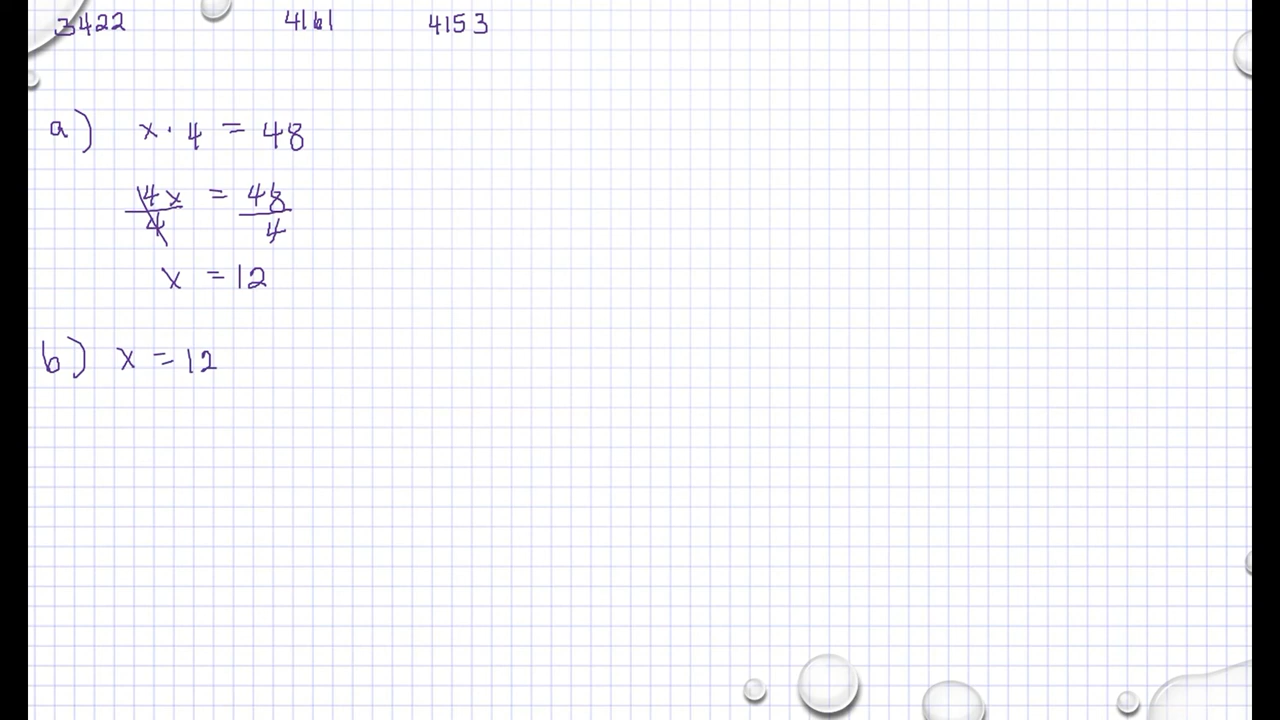 3422 4161 4153
a) x · 4 = 48
4x/4 = 48/4
x = 12
b) x = 12